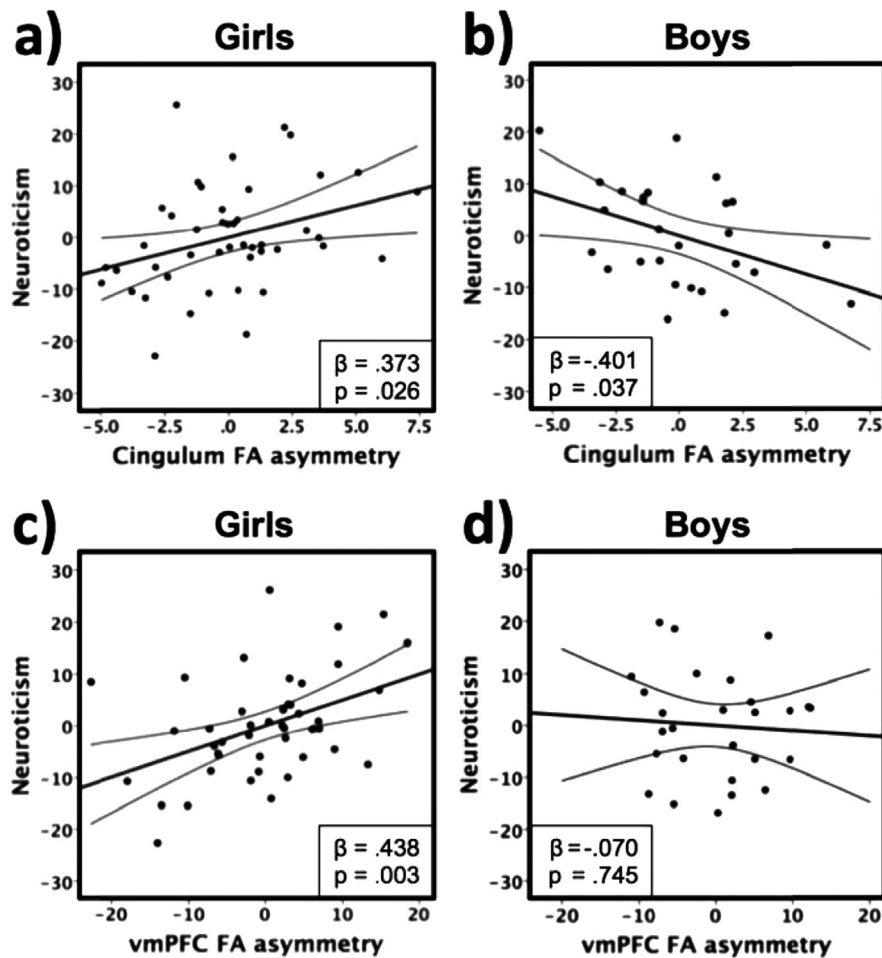 a)
Girls
30
20
10
0
-10
-20
-30
Neuroticism
β = .373
p = .026
-5.0 -2.5 .0 2.5 5.0 7.5
Cingulum FA asymmetry
b)
Boys
30
20
10
0
-10
-20
-30
Neuroticism
β =-.401
p = .037
-5.0 -2.5 .0 2.5 5.0 7.5
Cingulum FA asymmetry
c)
Girls
30
20
10
0
-10
-20
-30
Neuroticism
β = .438
p = .003
-20 -10 0 10 20
vmPFC FA asymmetry
d)
Boys
30
20
10
0
-10
-20
-30
Neuroticism
β =-.070
p = .745
-20 -10 0 10 20
vmPFC FA asymmetry